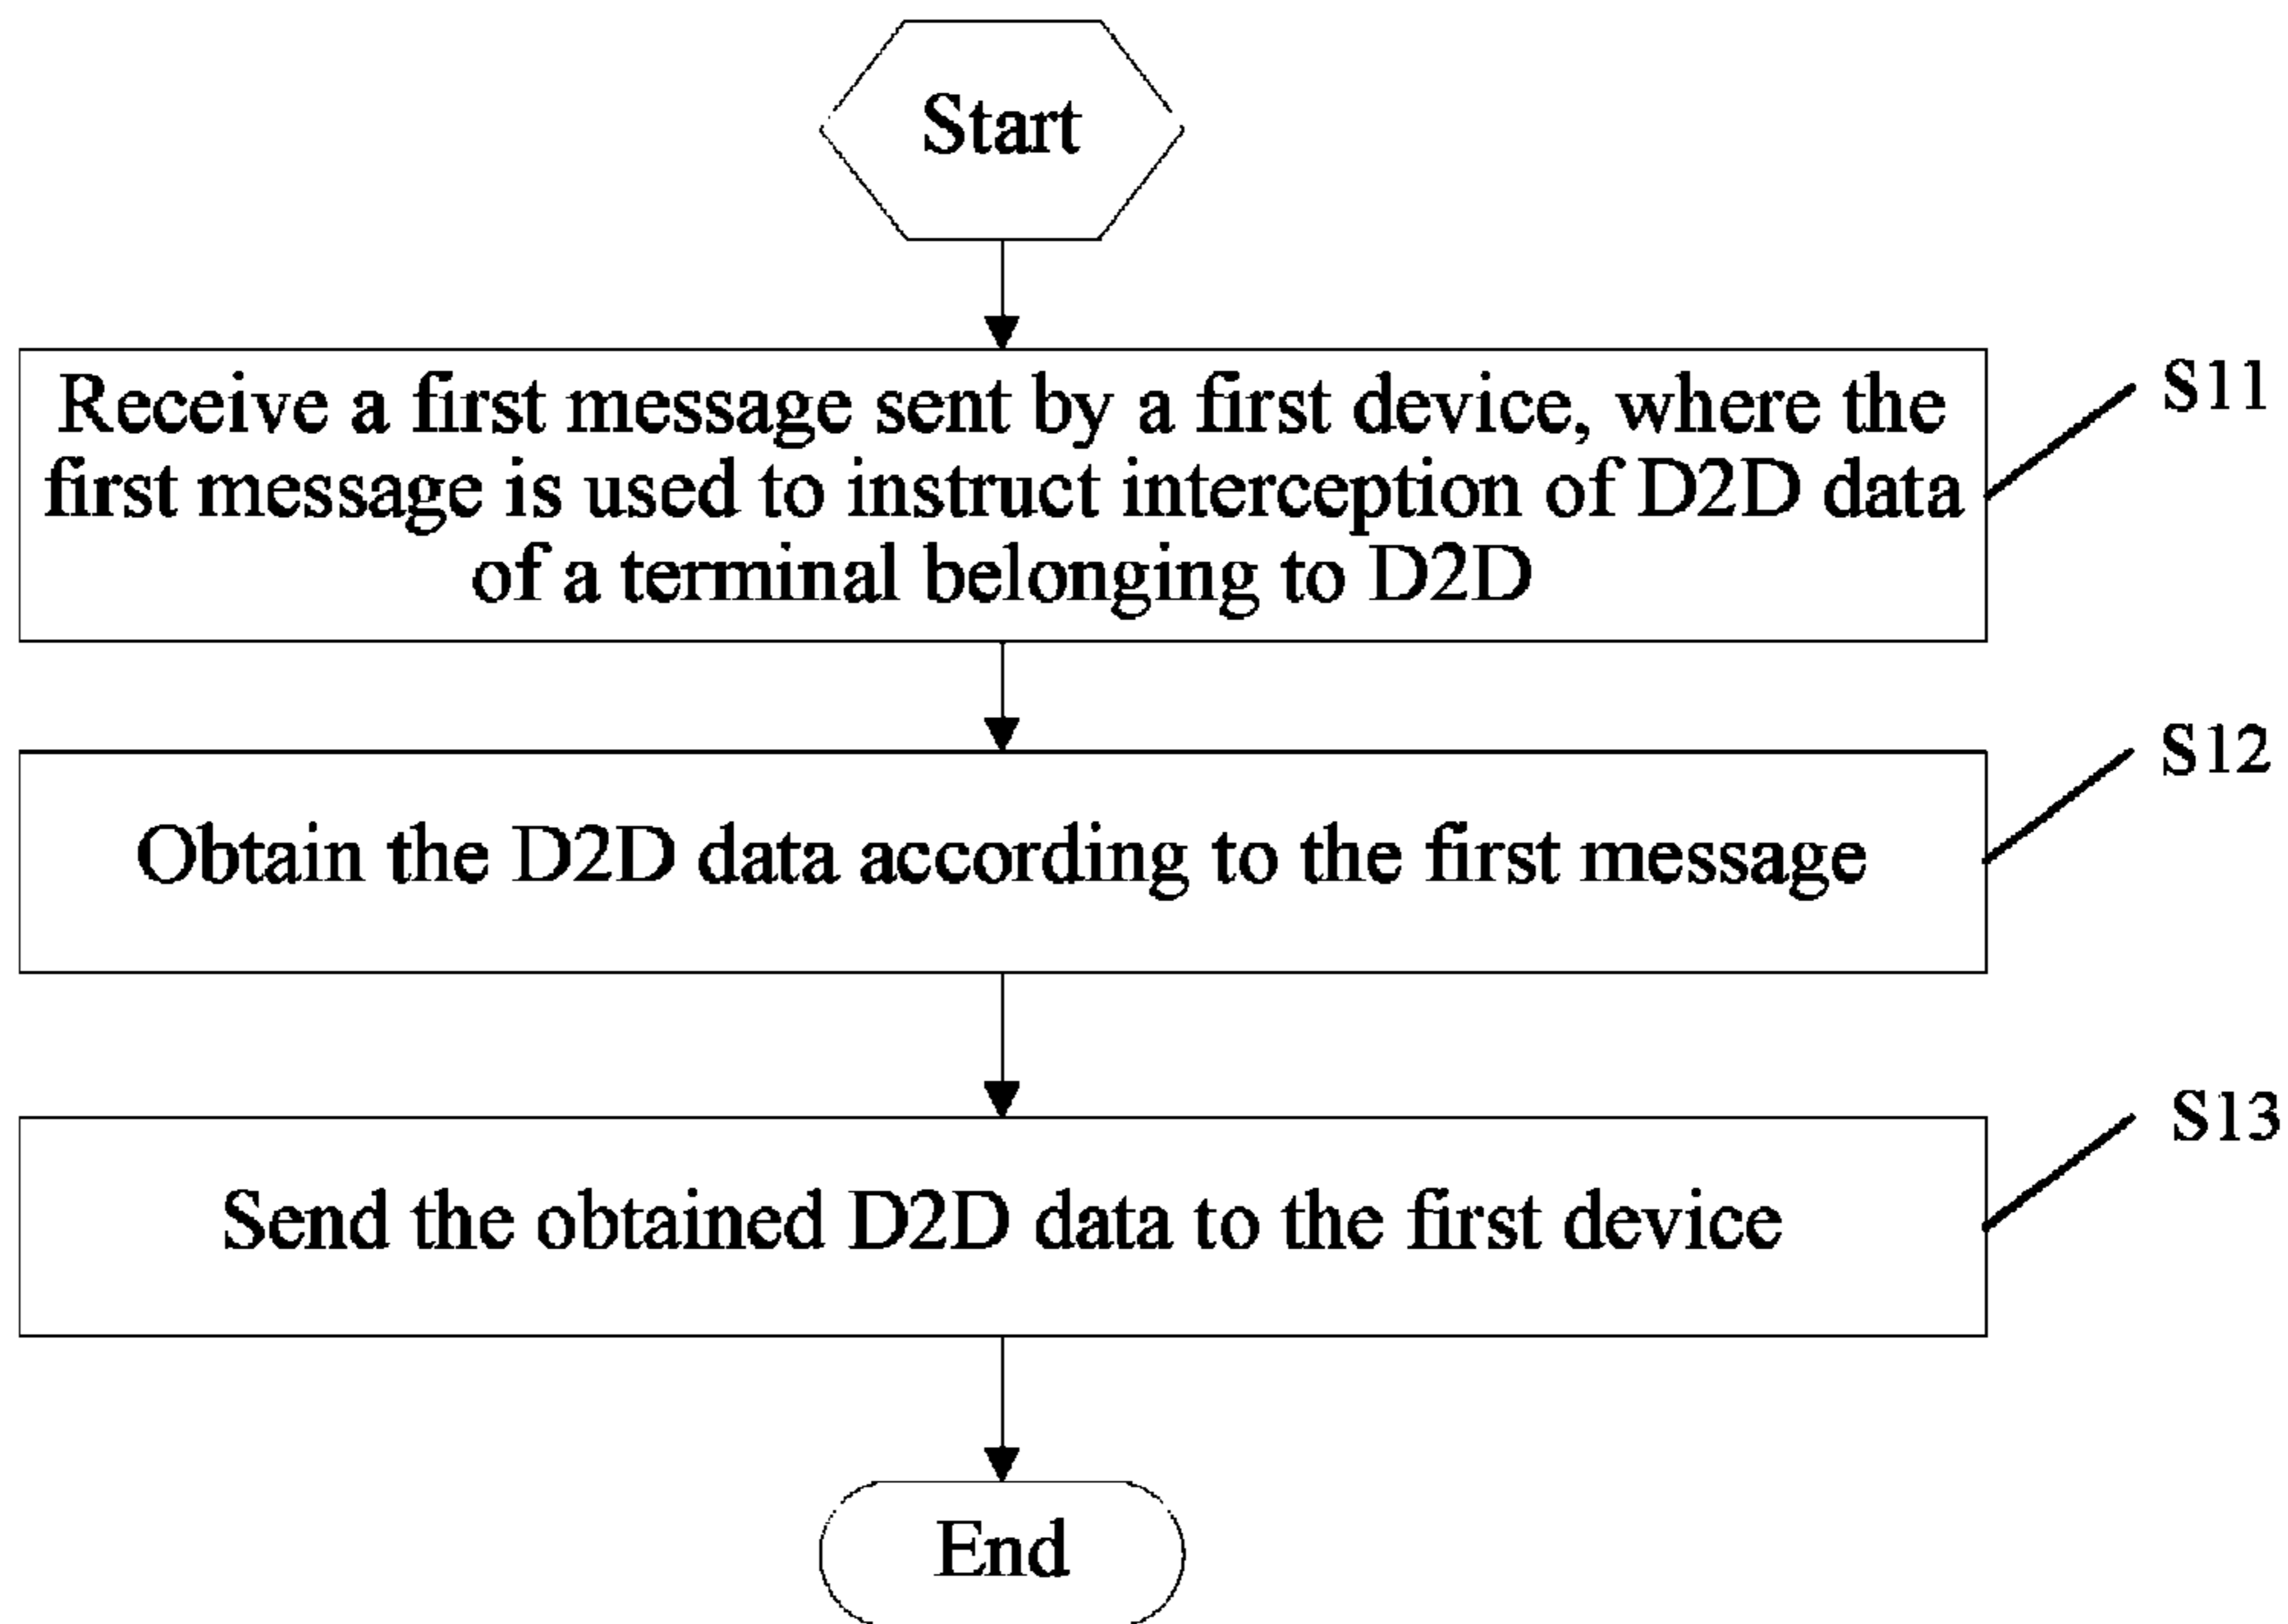 Start
Receive a first message sent by a first device, where the
first message is used to instruct interception of D2D data
of a terminal belonging to D2D
S11
Obtain the D2D data according to the first message
S12
Send the obtained D2D data to the first device
S13
End